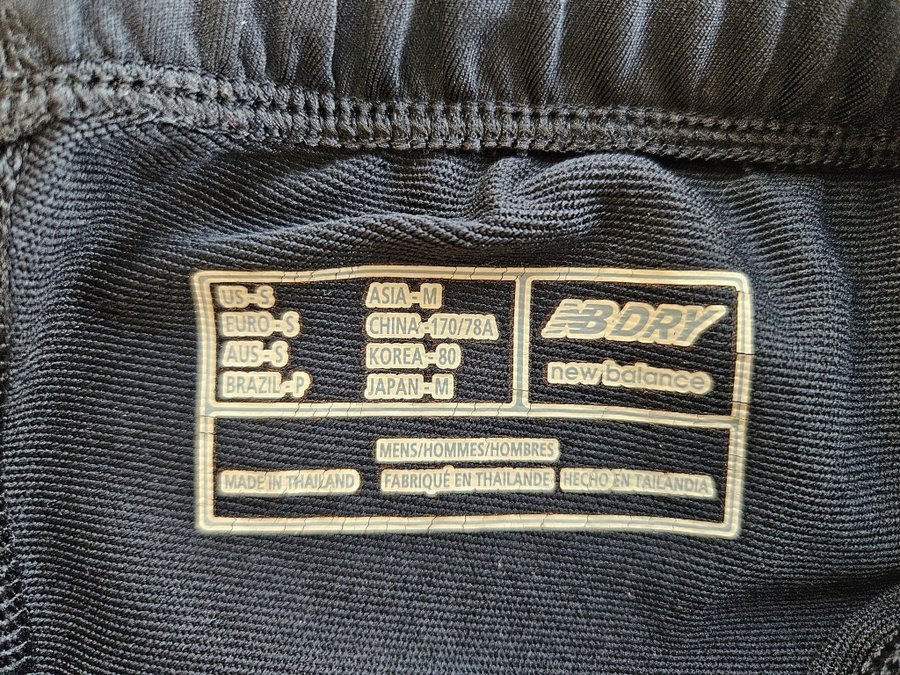 US - S
EURO - S
AUS - S
BRAZIL - P
ASIA - M
CHINA -170/78A
KOREA - 80
JAPAN - M
NB DRY
new balance
MENS/HOMMES/HOMBRES
MADE IN THAILAND
FABRIQUÉ EN THAILANDE
HECHO EN TAILANDIA